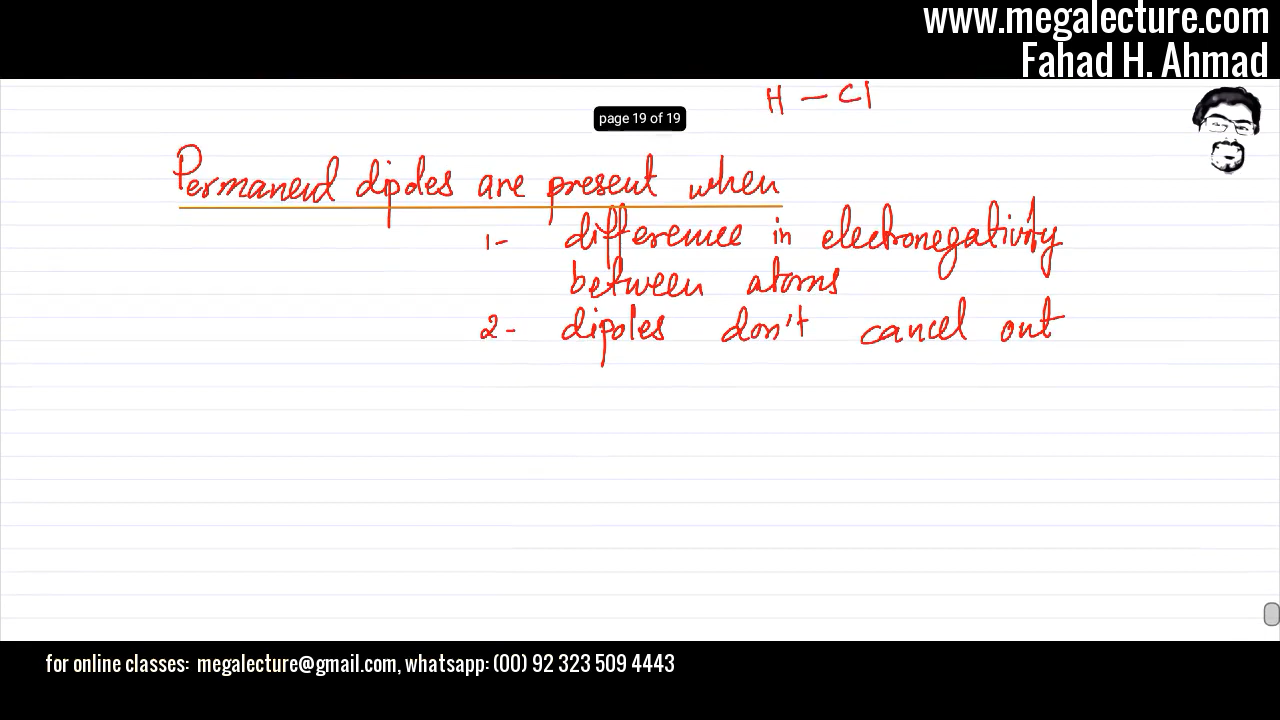 www.megalecture.com
Fahad H. Ahmad
H - Cl
page 19 of 19
Permanend dipoles are present when
1- difference in electronegativity
between atoms
2- dipoles don't cancel out
for online classes: megalecture@gmail.com, whatsapp: (00) 92 323 509 4443